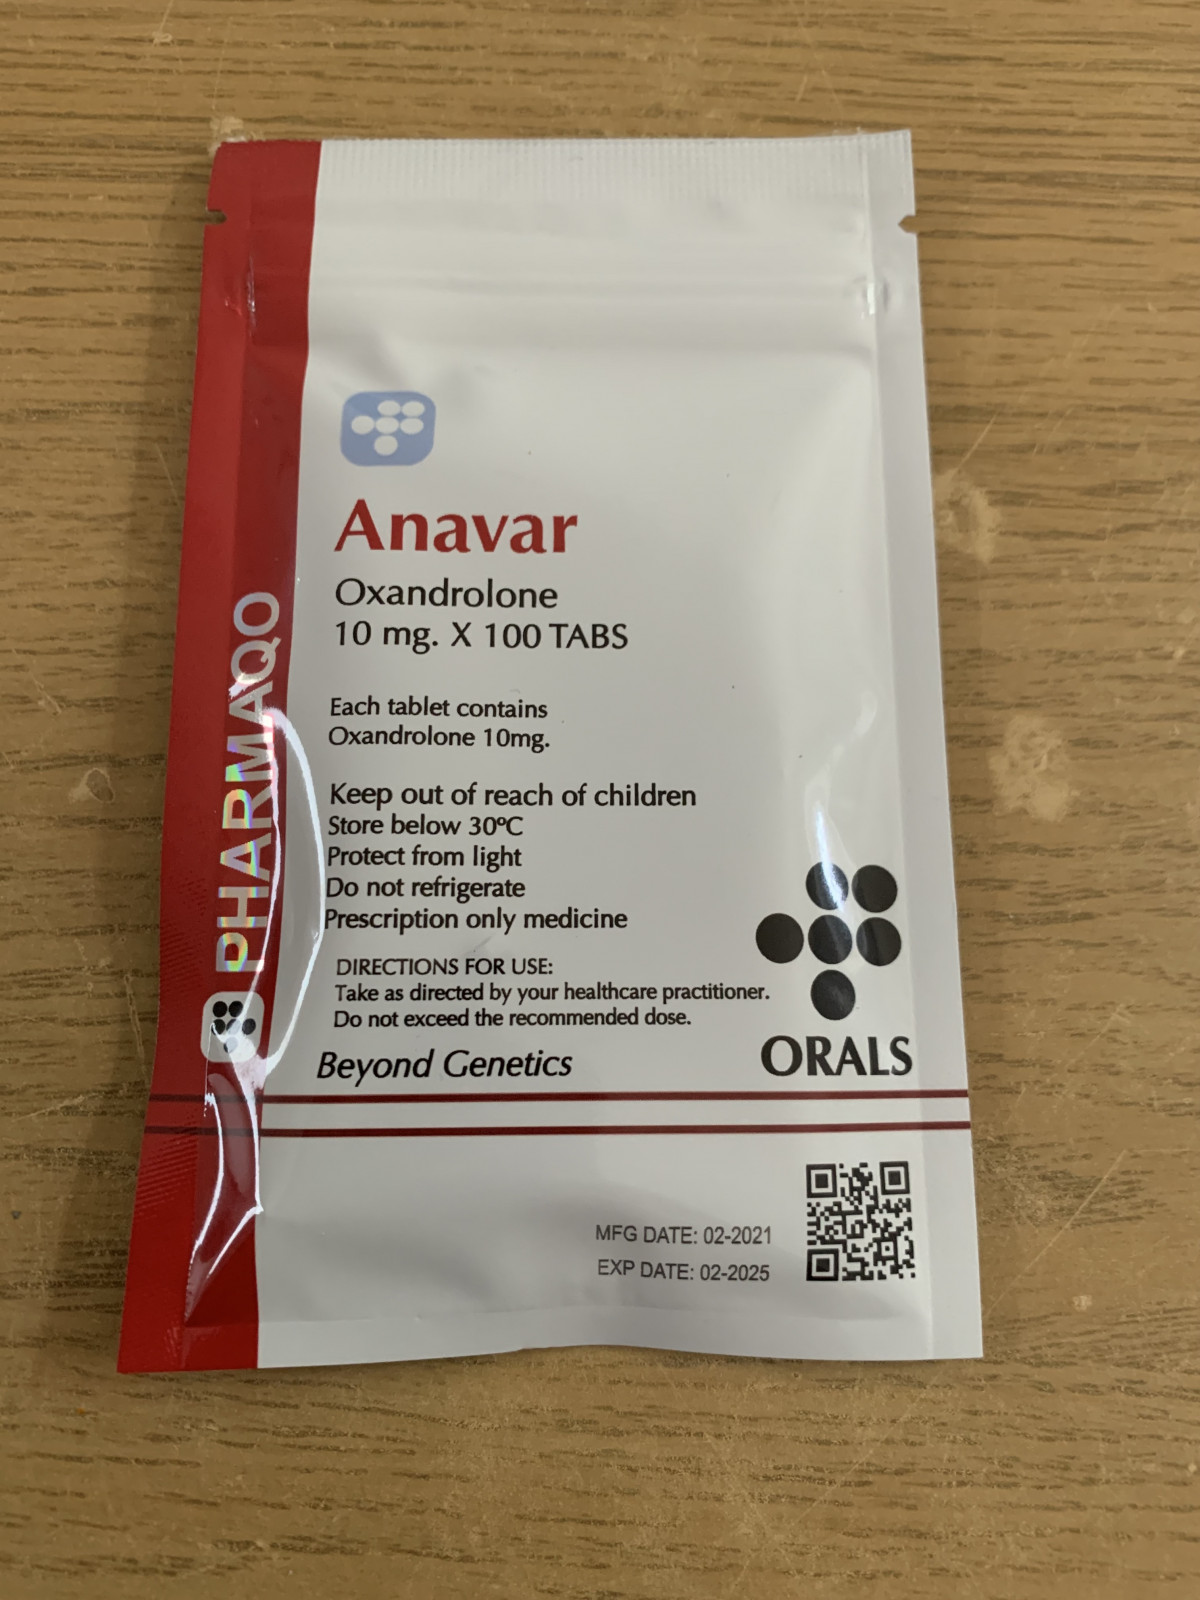 PHARMAQO
Anavar
Oxandrolone
10 mg. X 100 TABS
Each tablet contains
Oxandrolone 10mg.
Keep out of reach of children
Store below 30ºC
Protect from light
Do not refrigerate
Prescription only medicine
DIRECTIONS FOR USE:
Take as directed by your healthcare practitioner.
Do not exceed the recommended dose.
Beyond Genetics
ORALS
MFG DATE: 02-2021
EXP DATE: 02-2025